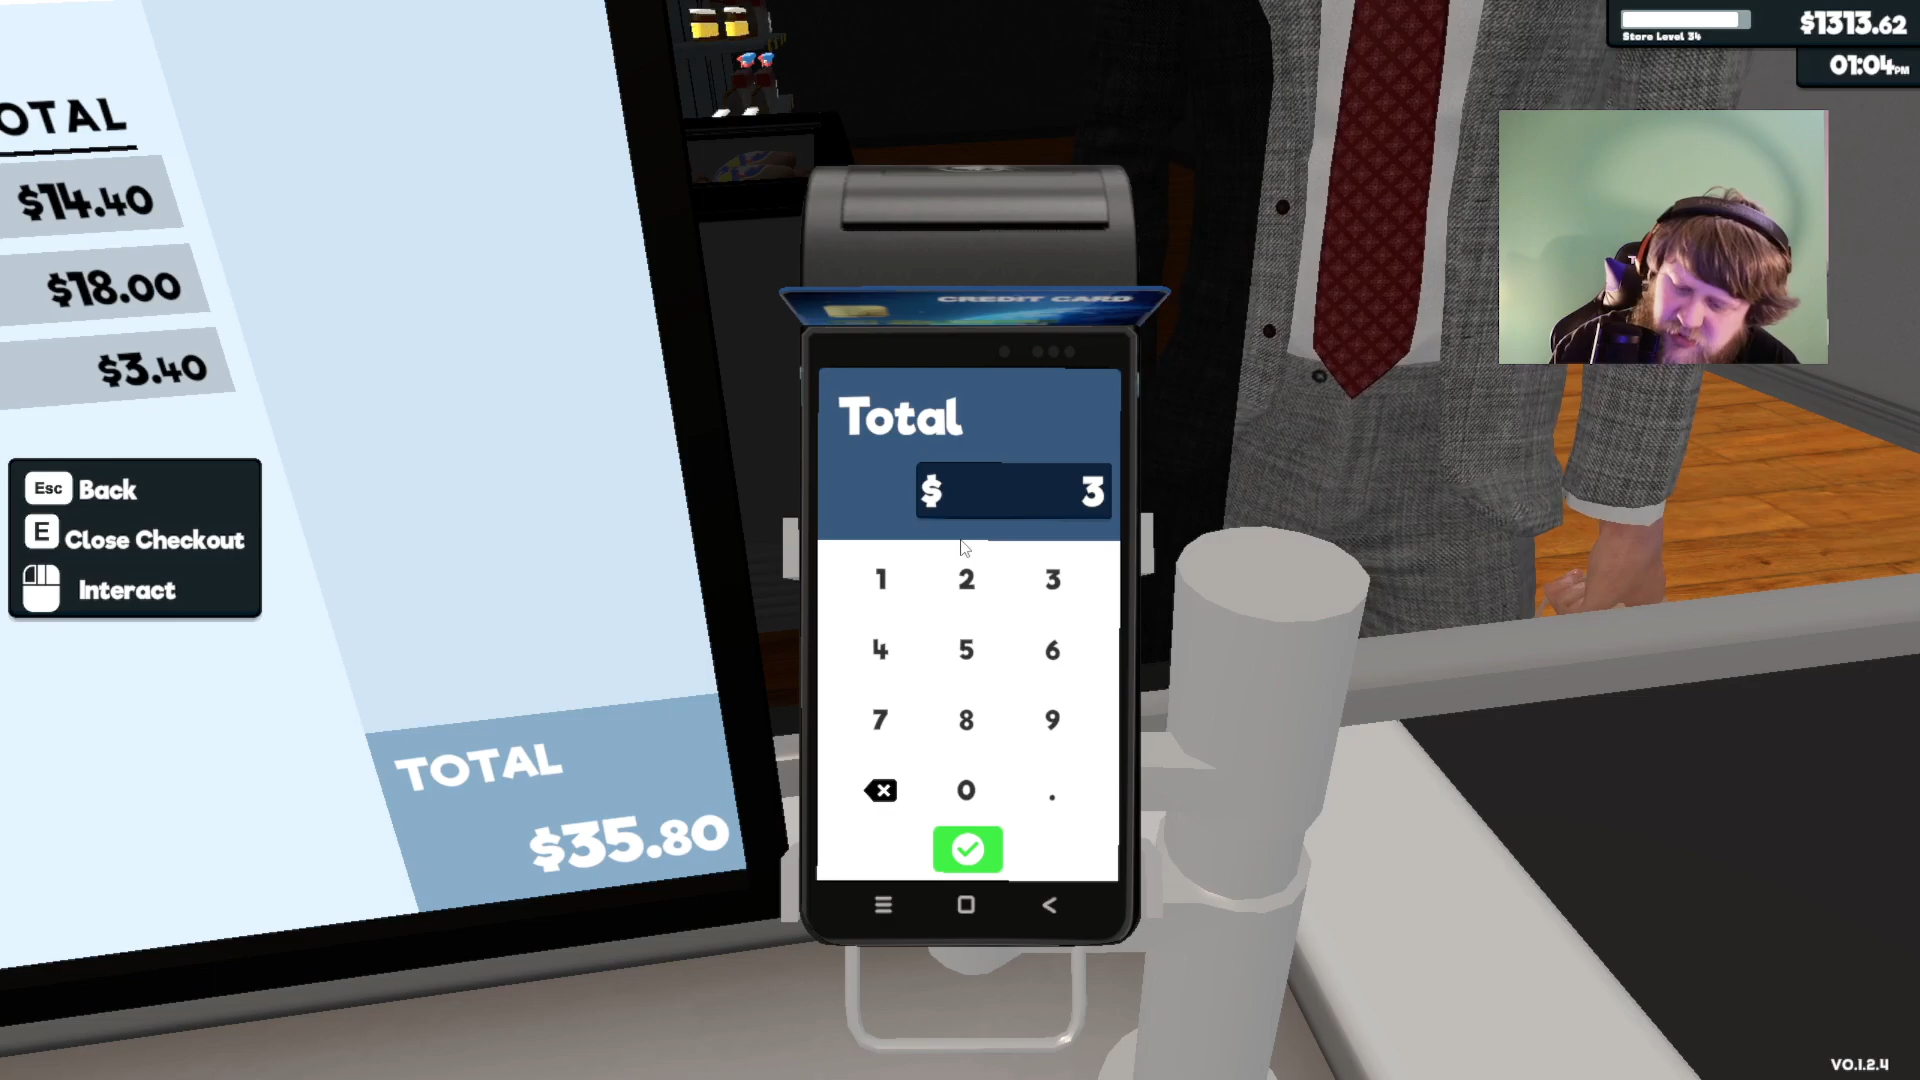 $1313.62
Store Level 34
01:04PM
OTAL
$14.40
$18.00
$3.40
Esc Back
E Close Checkout
Interact
TOTAL
$35.80
CREDIT CARD
Total
$ 3
1 2 3
4 5 6
7 8 9
0 .
V0.1.2.4